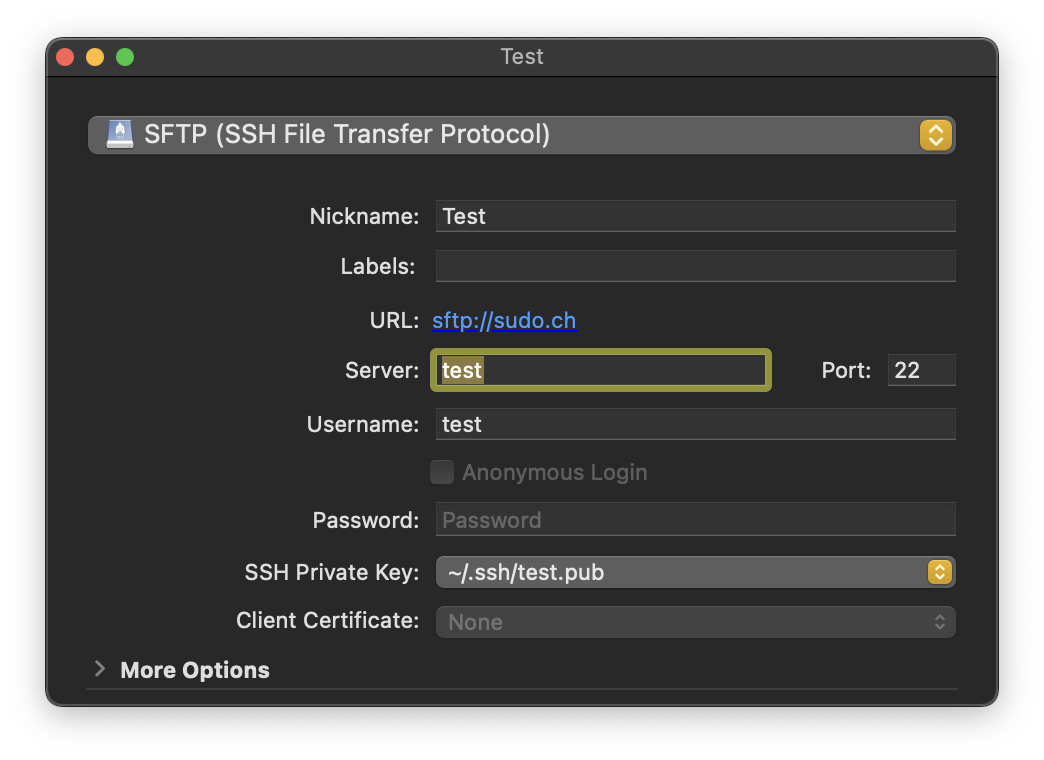 Test
SFTP (SSH File Transfer Protocol)
Nickname: Test
Labels:
URL: sftp://sudo.ch
Server: test Port: 22
Username: test
Anonymous Login
Password: Password
SSH Private Key: ~/.ssh/test.pub
Client Certificate: None
More Options